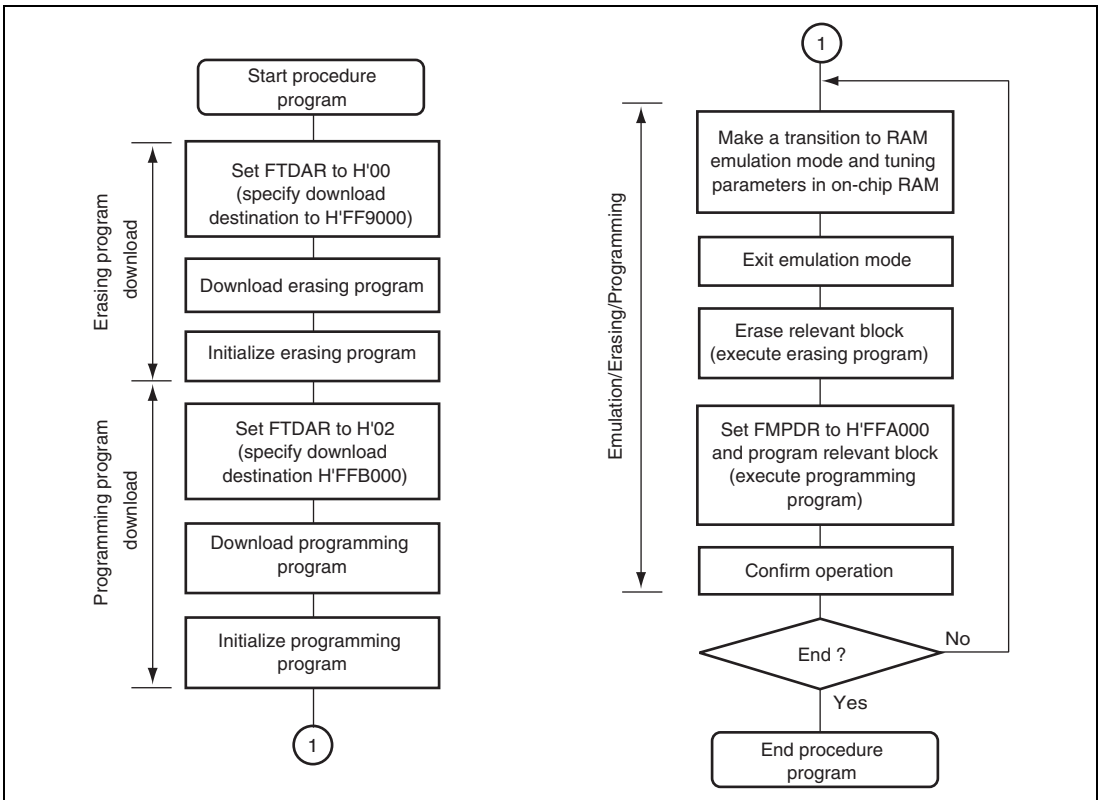 Start procedure
program
Erasing program
download
Set FTDAR to H'00
(specify download
destination to H'FF9000)
Download erasing program
Initialize erasing program
Programming program
download
Set FTDAR to H'02
(specify download
destination H'FFB000)
Download programming
program
Initialize programming
program
1
1
Emulation/Erasing/Programming
Make a transition to RAM
emulation mode and tuning
parameters in on-chip RAM
Exit emulation mode
Erase relevant block
(execute erasing program)
Set FMPDR to H'FFA000
and program relevant block
(execute programming
program)
Confirm operation
End ?
No
Yes
End procedure
program